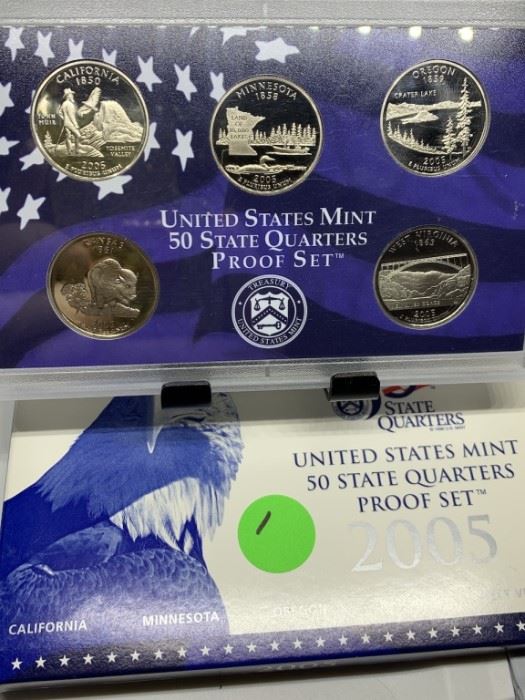 CALIFORNIA
1850
JOHN MUIR
YOSEMITE VALLEY
2005
E PLURIBUS UNUM
MINNESOTA
1858
LAND OF 10,000 LAKES
2005
E PLURIBUS UNUM
OREGON
1859
CRATER LAKE
2005
E PLURIBUS UNUM
UNITED STATES MINT
50 STATE QUARTERS
PROOF SET™
KANSAS
1861
WEST VIRGINIA
1863
2005
TREASURY
UNITED STATES MINT
STATE
QUARTERS
UNITED STATES MINT
50 STATE QUARTERS
PROOF SET™
2005
1
CALIFORNIA MINNESOTA OREGON
2005